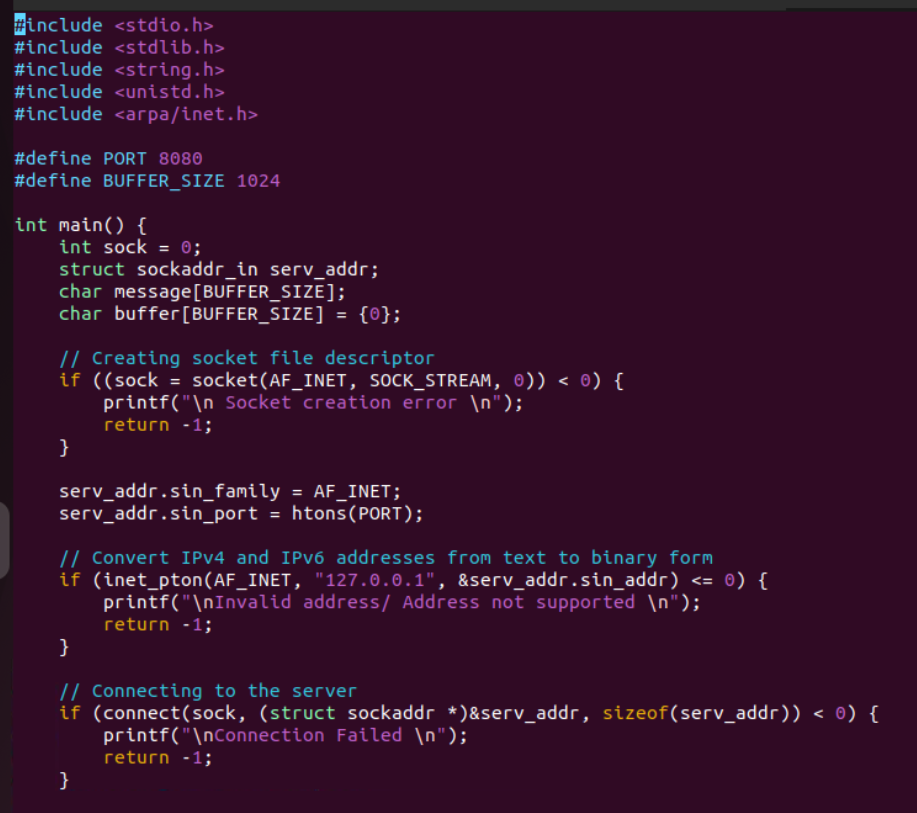 #include <stdio.h>
#include <stdlib.h>
#include <string.h>
#include <unistd.h>
#include <arpa/inet.h>

#define PORT 8080
#define BUFFER_SIZE 1024

int main() {
    int sock = 0;
    struct sockaddr_in serv_addr;
    char message[BUFFER_SIZE];
    char buffer[BUFFER_SIZE] = {0};

    // Creating socket file descriptor
    if ((sock = socket(AF_INET, SOCK_STREAM, 0)) < 0) {
        printf("\n Socket creation error \n");
        return -1;
    }

    serv_addr.sin_family = AF_INET;
    serv_addr.sin_port = htons(PORT);

    // Convert IPv4 and IPv6 addresses from text to binary form
    if (inet_pton(AF_INET, "127.0.0.1", &serv_addr.sin_addr) <= 0) {
        printf("\nInvalid address/ Address not supported \n");
        return -1;
    }

    // Connecting to the server
    if (connect(sock, (struct sockaddr *)&serv_addr, sizeof(serv_addr)) < 0) {
        printf("\nConnection Failed \n");
        return -1;
    }